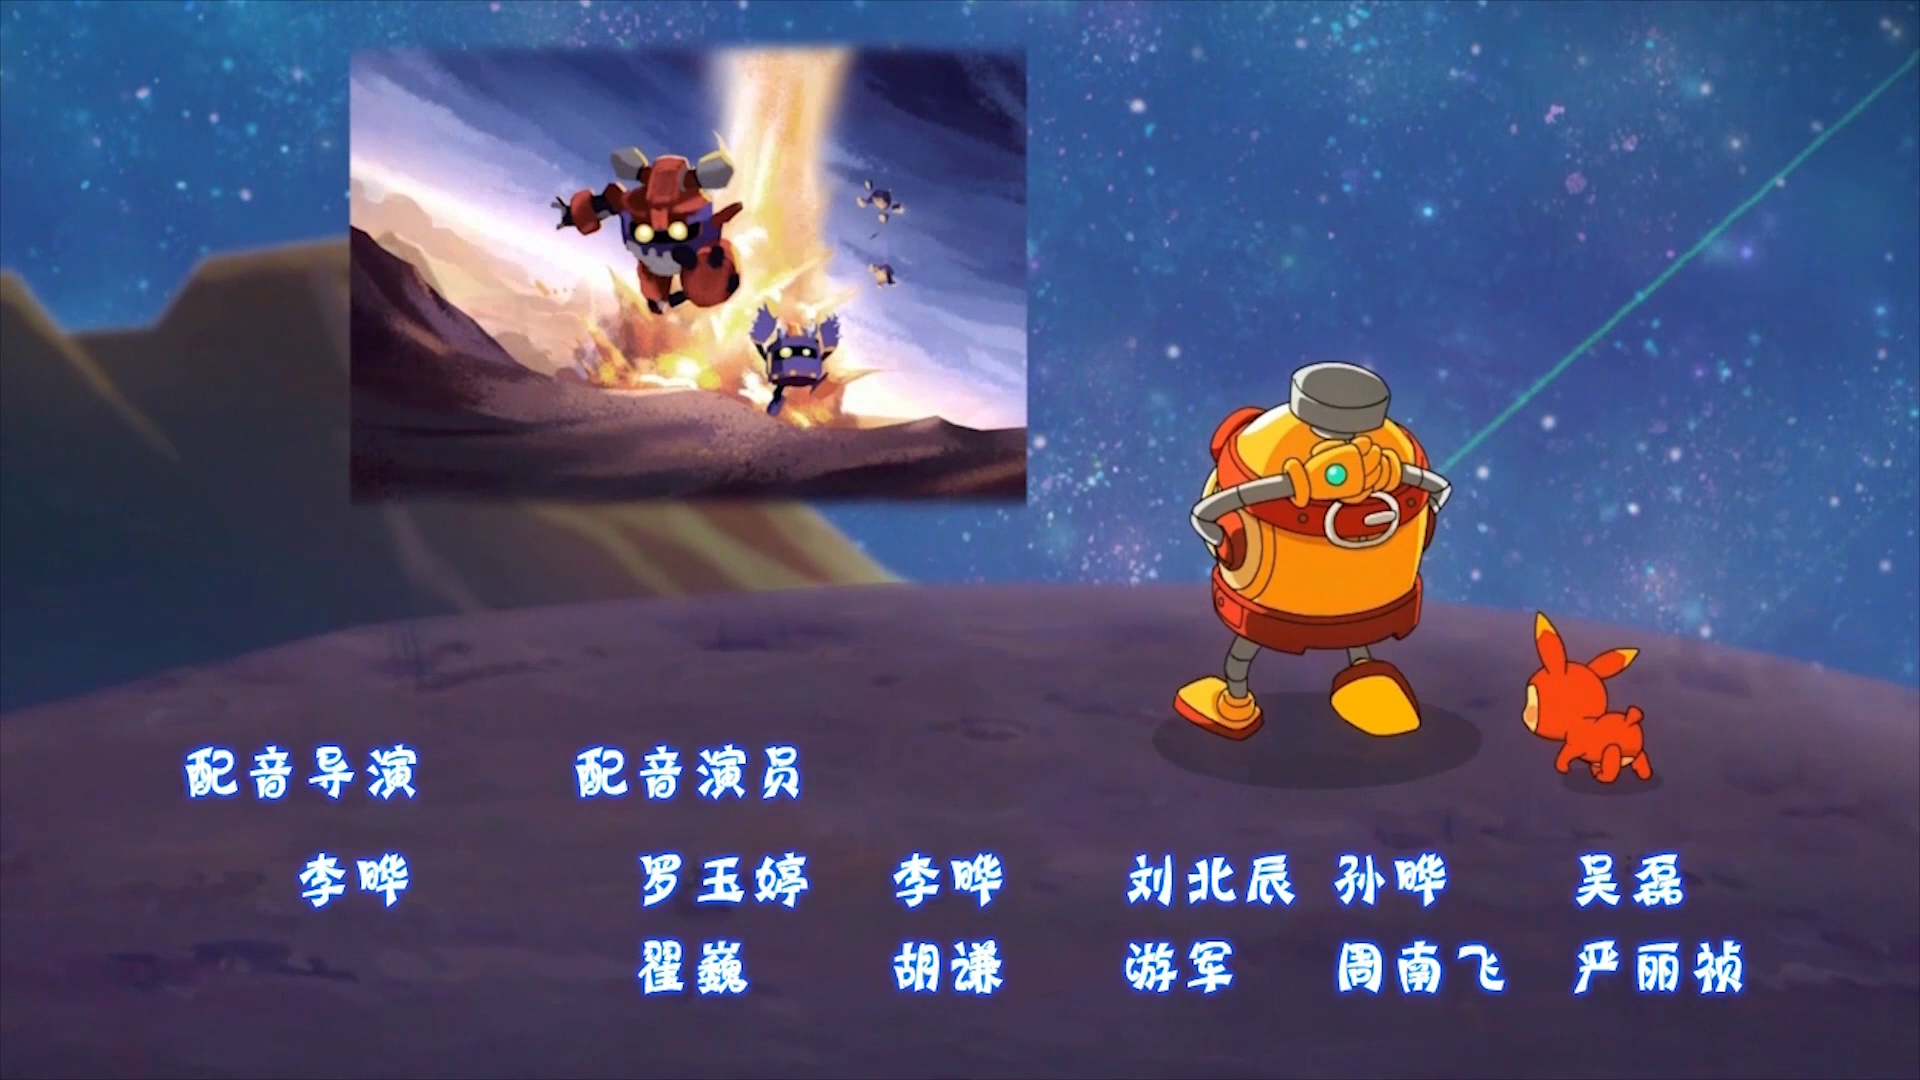 配音导演 配音演员
李晔 罗玉婷 李晔 刘北辰 孙晔 吴磊
翟巍 胡谦 游军 周南飞 严丽祯